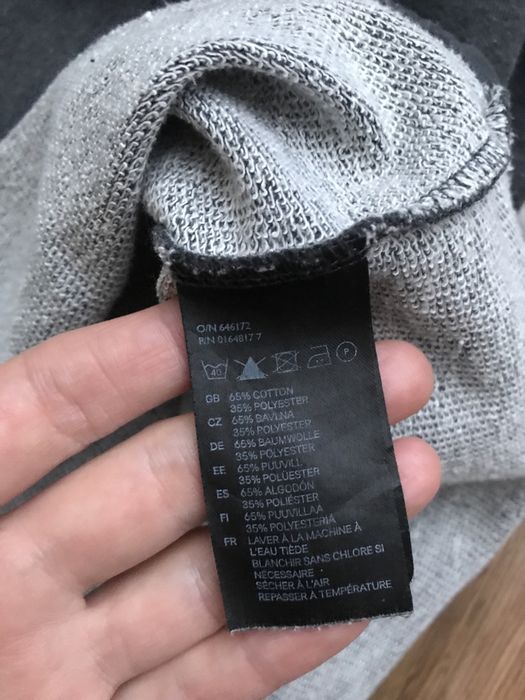 O/N 646172
P/N 0164817 7
40 P
GB 65% COTTON
35% POLYESTER
CZ 65% BAVLNA
35% POLYESTER
DE 65% BAUMWOLLE
35% POLYESTER
EE 65% PUUVILL
35% POLÜESTER
ES 65% ALGODÓN
35% POLIÉSTER
FI 65% PUUVILLAA
35% POLYESTERIÄ
FR LAVER À LA MACHINE À
L'EAU TIÈDE
BLANCHIR SANS CHLORE SI
NÉCESSAIRE
SÉCHER À L'AIR
REPASSER À TEMPÉRATURE